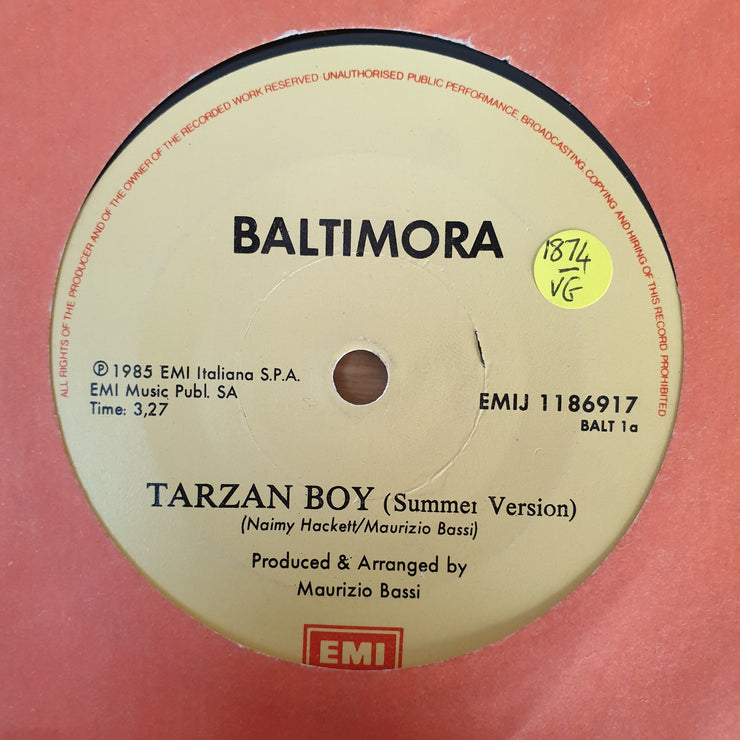 ALL RIGHTS OF THE PRODUCER AND OF THE OWNER OF THE RECORDED WORK RESERVED · UNAUTHORISED PUBLIC PERFORMANCE, BROADCASTING, COPYING AND HIRING OF THIS RECORD PROHIBITED
BALTIMORA
1874
VG
℗ 1985 EMI Italiana S.P.A.
EMI Music Publ. SA
Time: 3,27
EMIJ 1186917
BALT 1a
TARZAN BOY (Summer Version)
(Naimy Hackett/Maurizio Bassi)
Produced & Arranged by
Maurizio Bassi
EMI